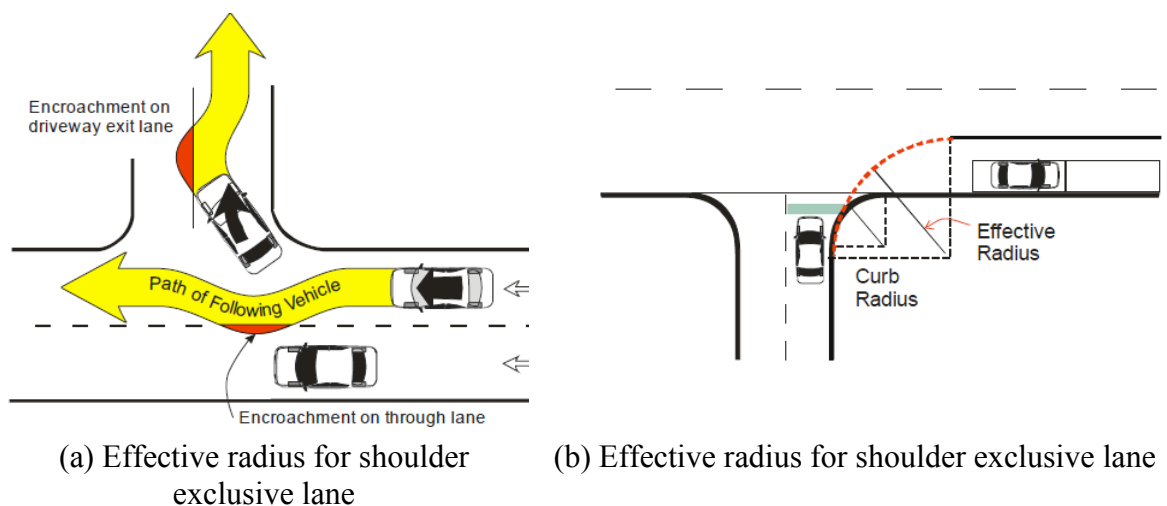 Encroachment on
driveway exit lane
Path of Following Vehicle
Encroachment on through lane
Effective
Radius
Curb
Radius
(a) Effective radius for shoulder
exclusive lane
(b) Effective radius for shoulder exclusive lane